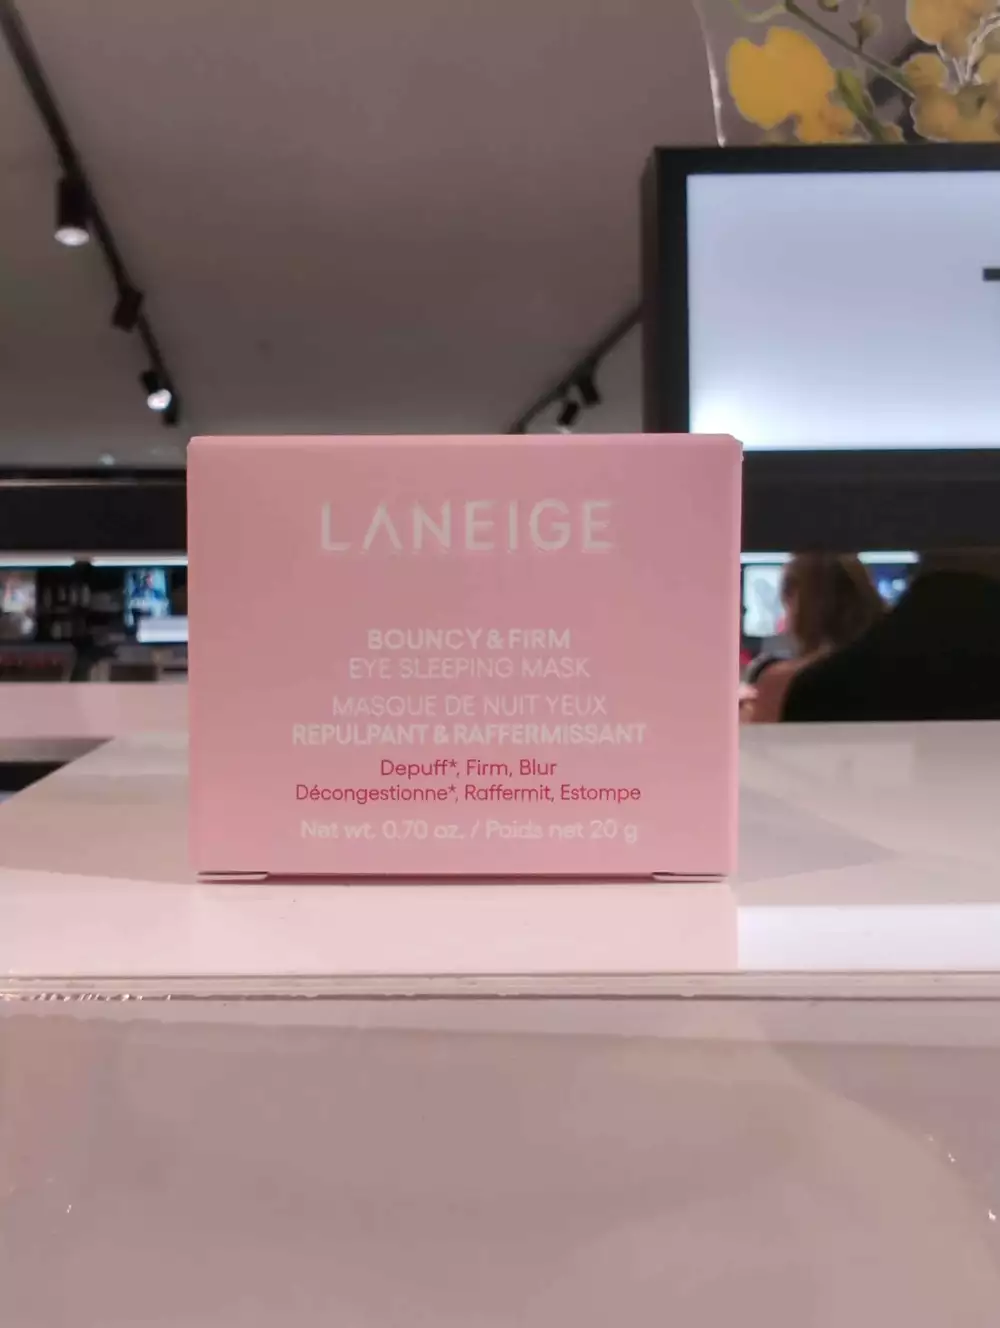 LANEIGE
BOUNCY & FIRM
EYE SLEEPING MASK
MASQUE DE NUIT YEUX
REPULPANT & RAFFERMISSANT
Depuff*, Firm, Blur
Décongestionne*, Raffermit, Estompe
Net wt. 0.70 oz. / Poids net 20 g